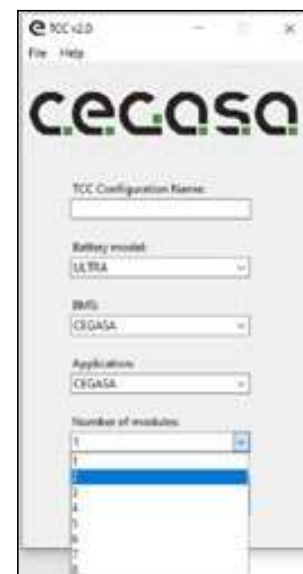 TCC v2.0
File Help
cegasa
TCC Configuration Name:
Battery model:
ULTRA
BMS:
CEGASA
Application:
CEGASA
Number of modules:
1
1
2
3
4
5
6
7
8